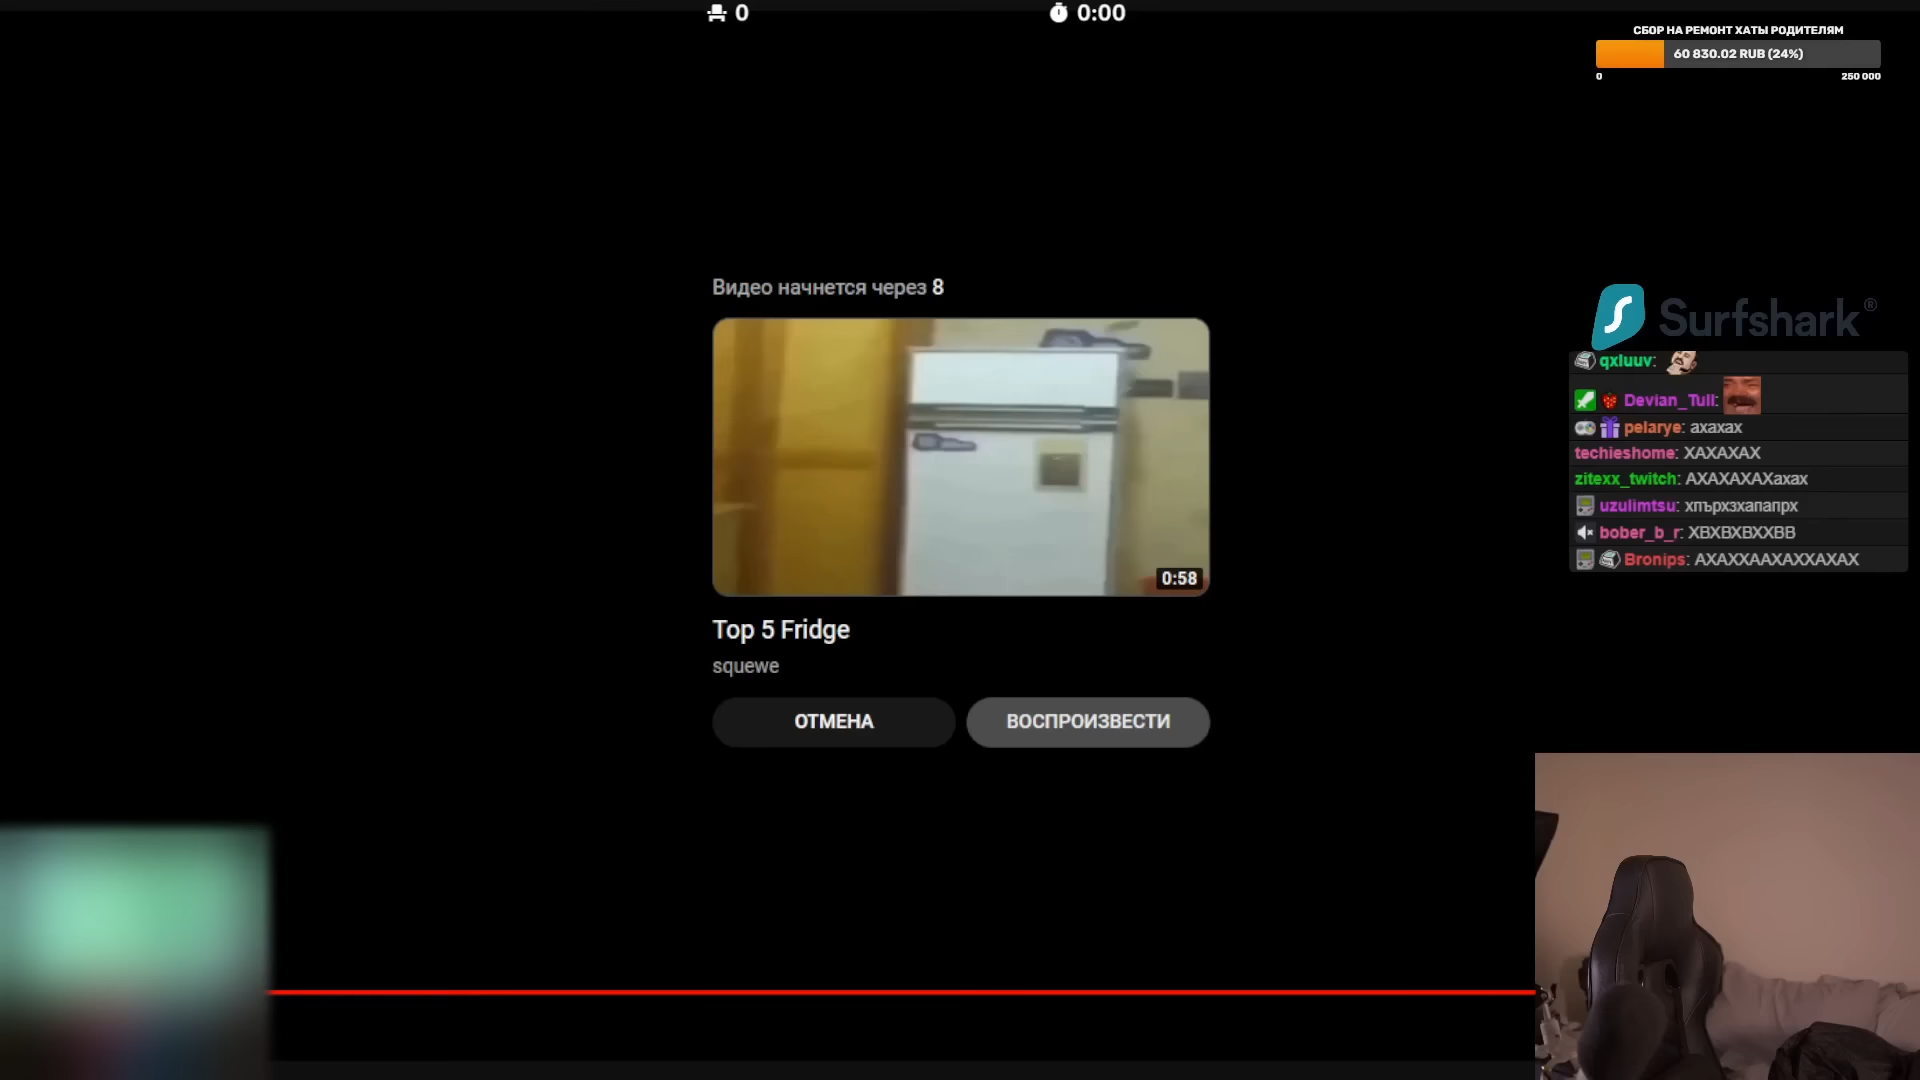 0
0:00
СБОР НА РЕМОНТ ХАТЫ РОДИТЕЛЯМ
60 830.02 RUB (24%)
0
250 000
Видео начнется через 8
0:58
Top 5 Fridge
squewe
ОТМЕНА
ВОСПРОИЗВЕСТИ
Surfshark®
qxluuv:
Devian_Tull:
pelarye: ахахах
techieshome: ХАХАХАХ
zitexx_twitch: АХАХАХАХахах
uzulimtsu: хпърхзхапапрх
bober_b_r: ХВХВХВХХВВ
Bronips: АХАХХААХАХХАХАХ